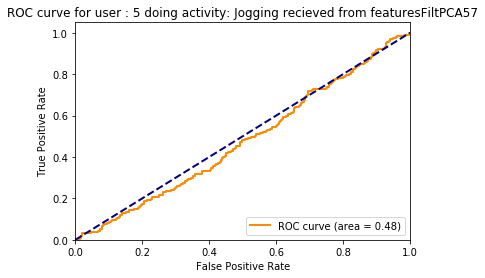 ROC curve for user : 5 doing activity: Jogging recieved from featuresFiltPCA57
True Positive Rate
1.0
0.8
0.6
0.4
0.2
0.0
0.0 0.2 0.4 0.6 0.8 1.0
False Positive Rate
ROC curve (area = 0.48)